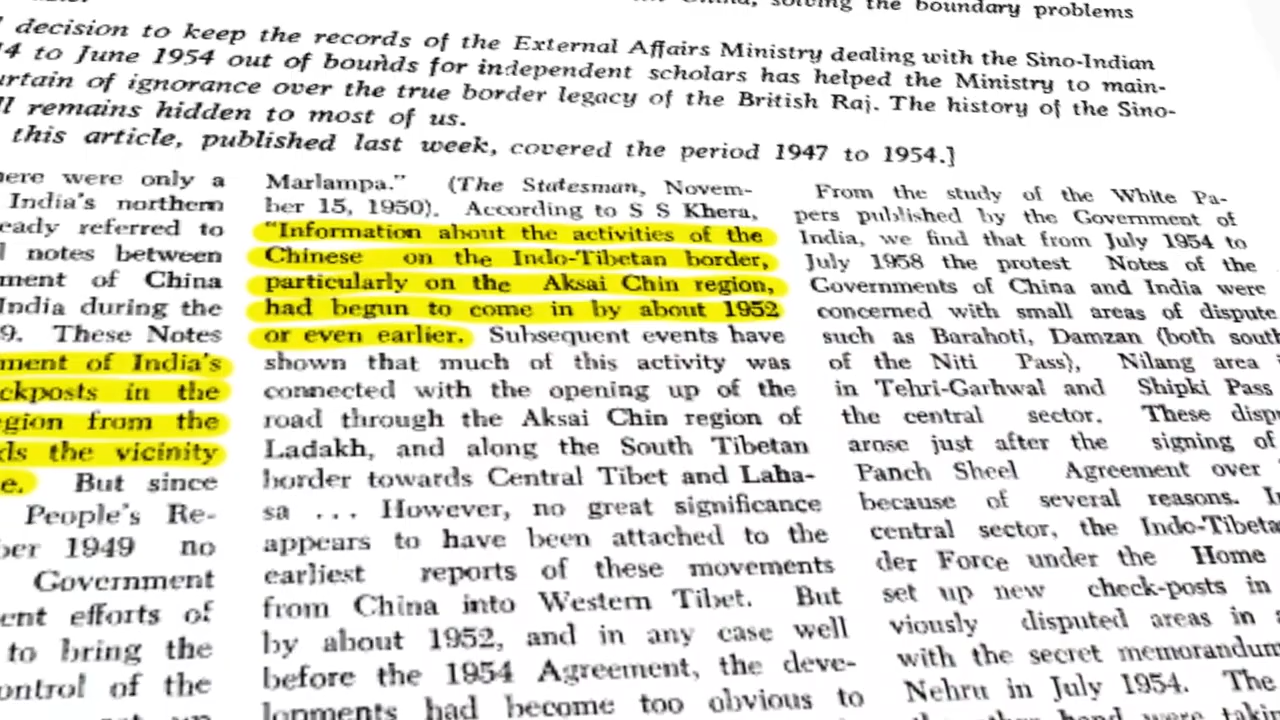 China, solving the boundary problems
decision to keep the records of the External Affairs Ministry dealing with the Sino-Indian
to June 1954 out of bounds for independent scholars has helped the Ministry to main-
of ignorance over the true border legacy of the British Raj. The history of the Sino-
remains hidden to most of us.
this article, published last week, covered the period 1947 to 1954.]
were only a
India's northern
referred to
notes between
of China
India during the
9. These Notes
of India's
in the
from the
the vicinity
But since
People's Re-
1949 no
Government
efforts of
to bring the
of the
Marlampa." (The Statesman, Novem-
ber 15, 1950). According to S S Khera,
"Information about the activities of the
Chinese on the Indo-Tibetan border,
particularly on the Aksai Chin region,
had begun to come in by about 1952
or even earlier. Subsequent events have
shown that much of this activity was
connected with the opening up of the
road through the Aksai Chin region of
Ladakh, and along the South Tibetan
border towards Central Tibet and Laha-
sa ... However, no great significance
appears to have been attached to the
earliest reports of these movements
from China into Western Tibet. But
by about 1952, and in any case well
before the 1954 Agreement, the deve-
lopments had become too obvious to
From the study of the White Pa-
pers published by the Government of
India, we find that from July 1954 to
July 1958 the protest Notes of the
Governments of China and India were
concerned with small areas of dispute
such as Barahoti, Damzan (both south
of the Niti Pass), Nilang area
in Tehri-Garhwal and Shipki Pass
the central sector. These
arose just after the signing of
Panch Sheel Agreement over
because of several reasons.
central sector, the
der Force under the Home
set up new check-posts in
viously disputed areas in
with the secret memorandum
Nehru in July 1954. The
hand were